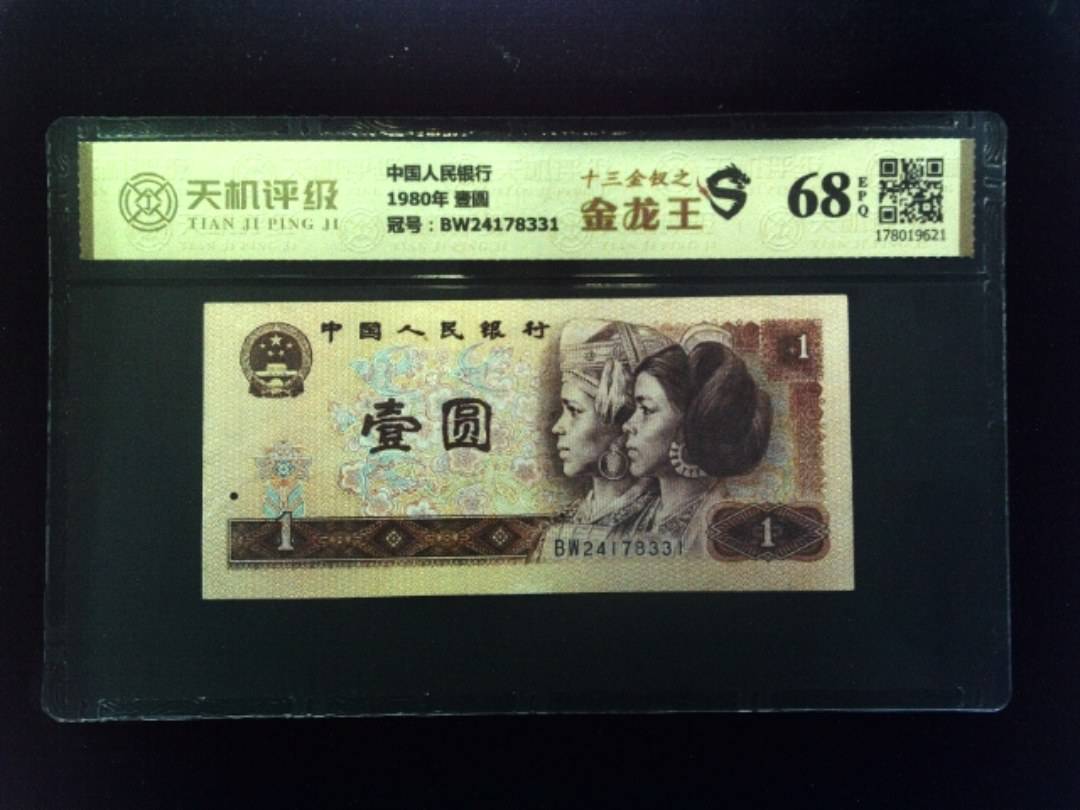 天机评级
TIAN JI PING JI
中国人民银行
1980年 壹圆
冠号：BW24178331
十三金钗之
金龙王
68
EPQ
178019621
中国人民银行
1
壹圆
1
BW24178331
1